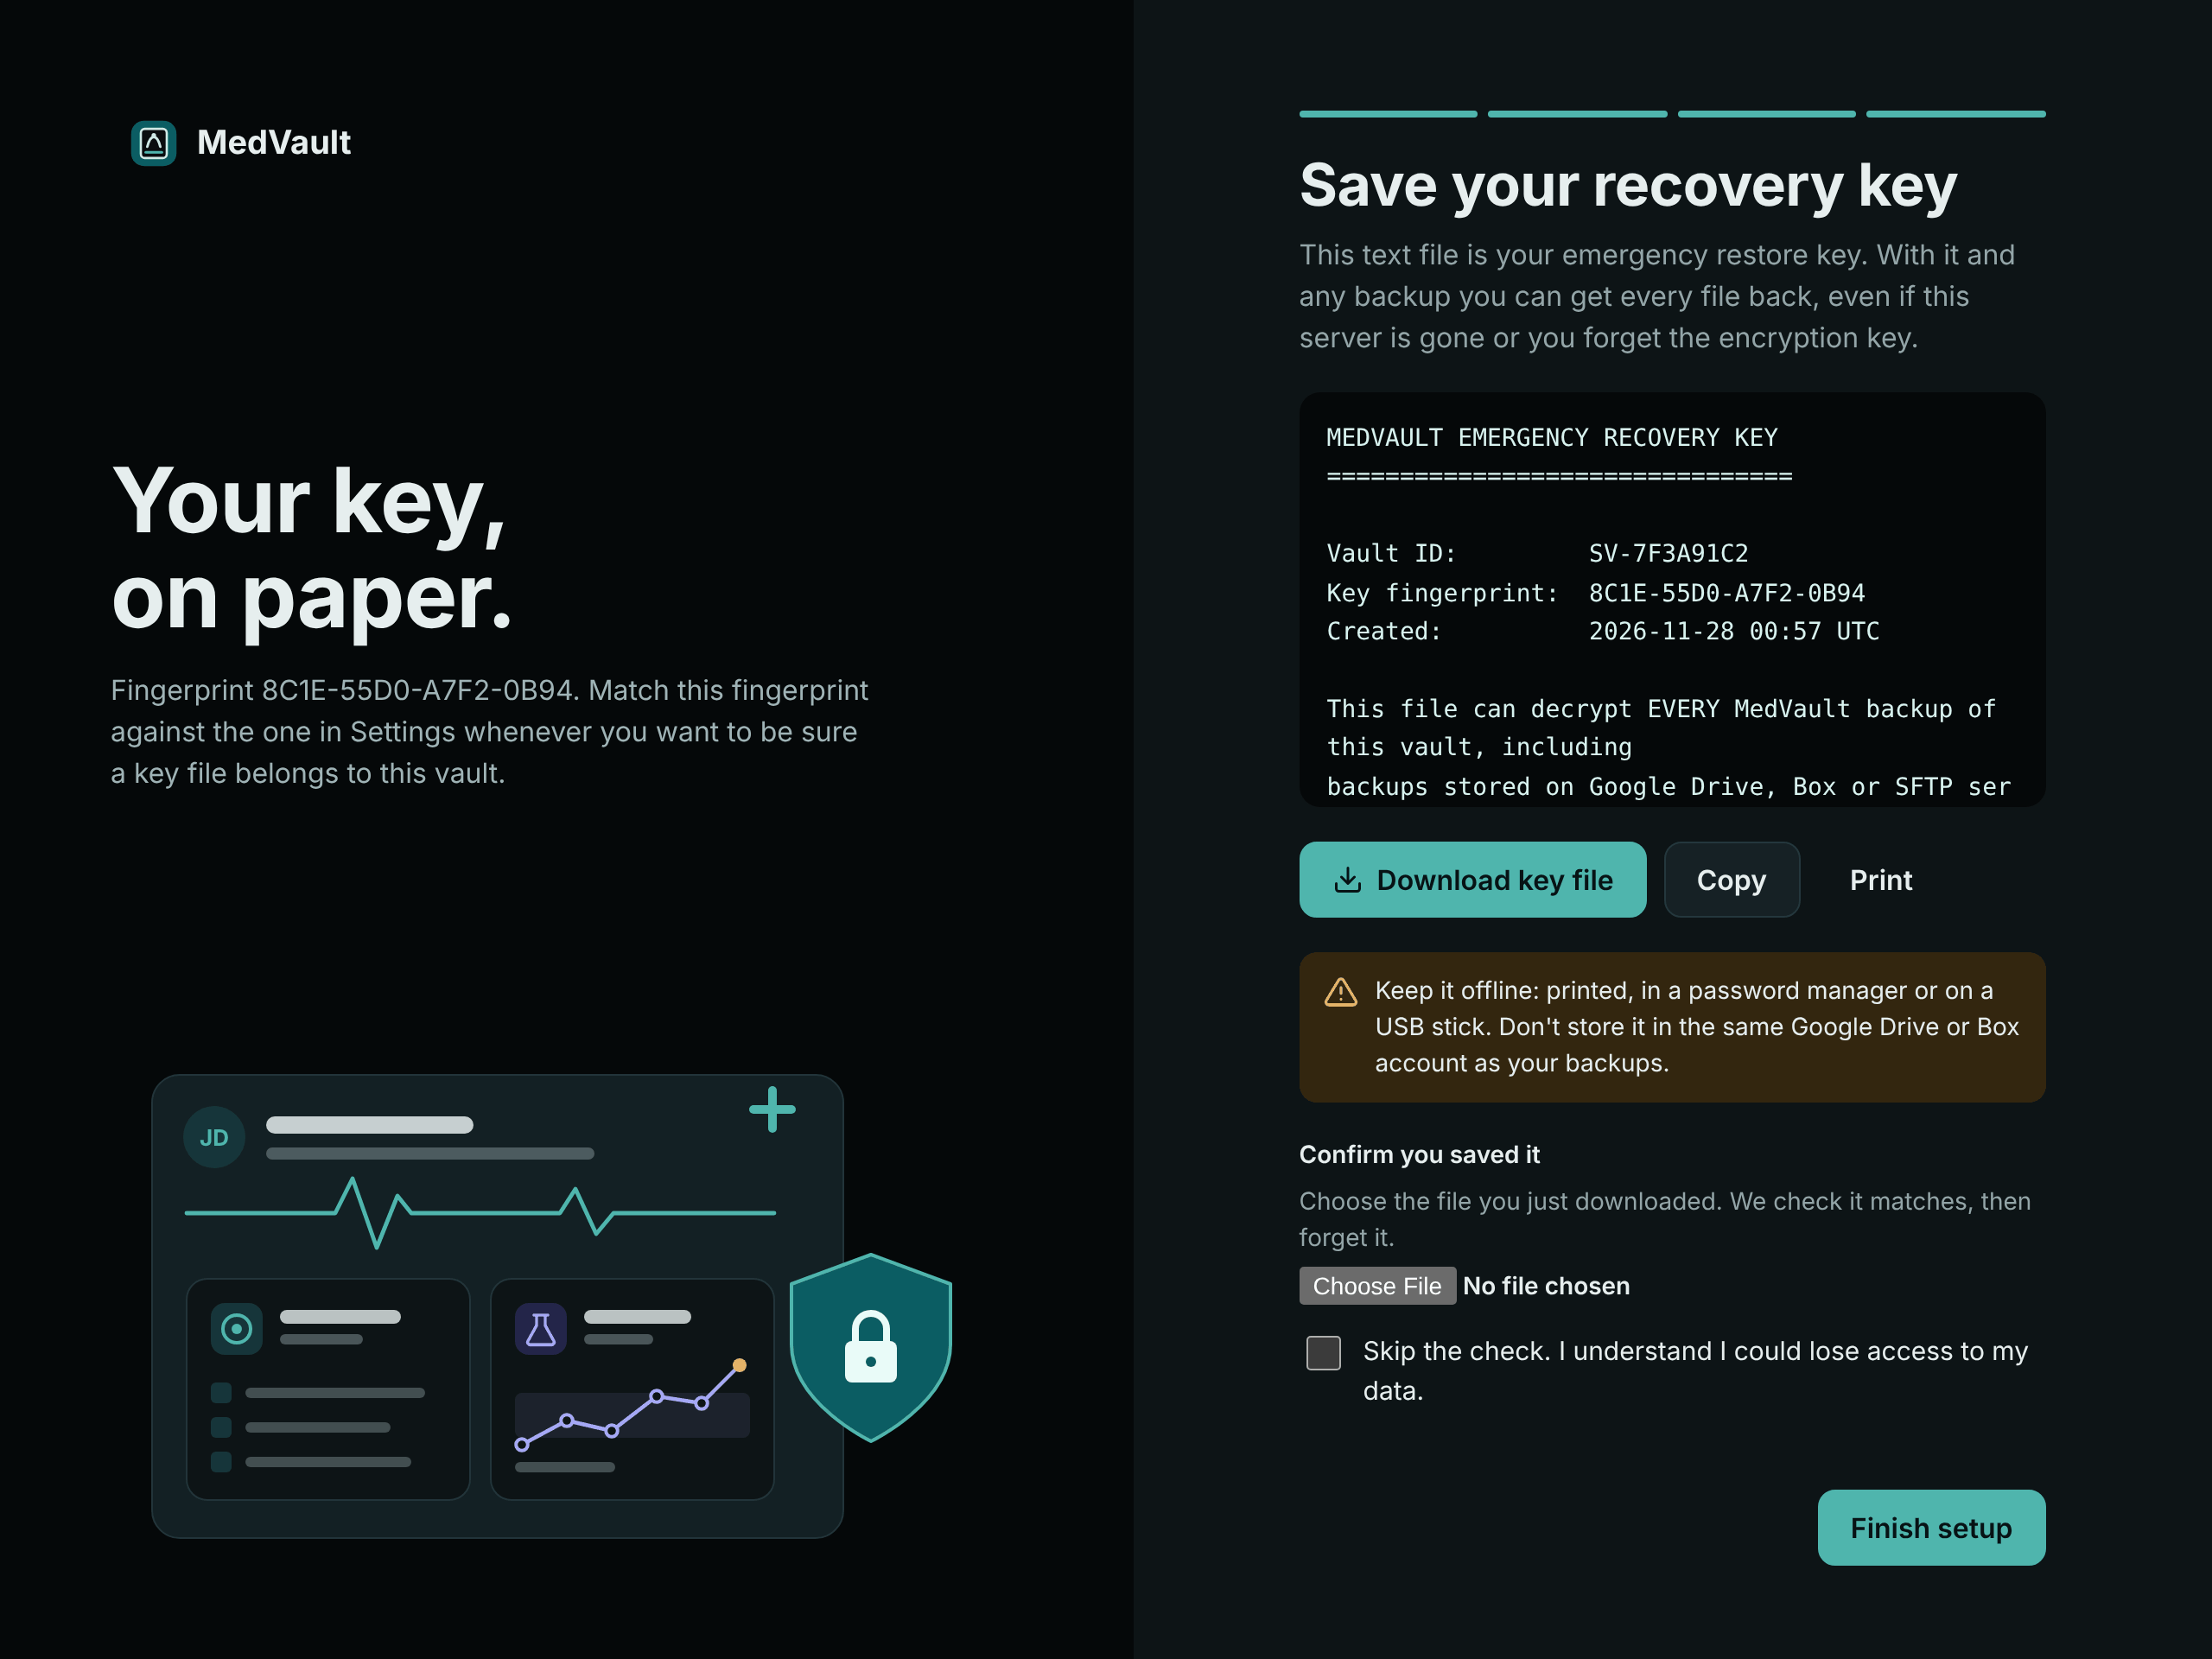 MedVault
Your key,
on paper.
Fingerprint 8C1E-55D0-A7F2-0B94. Match this fingerprint
against the one in Settings whenever you want to be sure
a key file belongs to this vault.
JD
Save your recovery key
This text file is your emergency restore key. With it and
any backup you can get every file back, even if this
server is gone or you forget the encryption key.
MEDVAULT EMERGENCY RECOVERY KEY
================================
Vault ID: SV-7F3A91C2
Key fingerprint: 8C1E-55D0-A7F2-0B94
Created: 2026-11-28 00:57 UTC
This file can decrypt EVERY MedVault backup of
this vault, including
backups stored on Google Drive, Box or SFTP ser
Download key file
Copy
Print
Keep it offline: printed, in a password manager or on a
USB stick. Don't store it in the same Google Drive or Box
account as your backups.
Confirm you saved it
Choose the file you just downloaded. We check it matches, then
forget it.
Choose File No file chosen
Skip the check. I understand I could lose access to my
data.
Finish setup